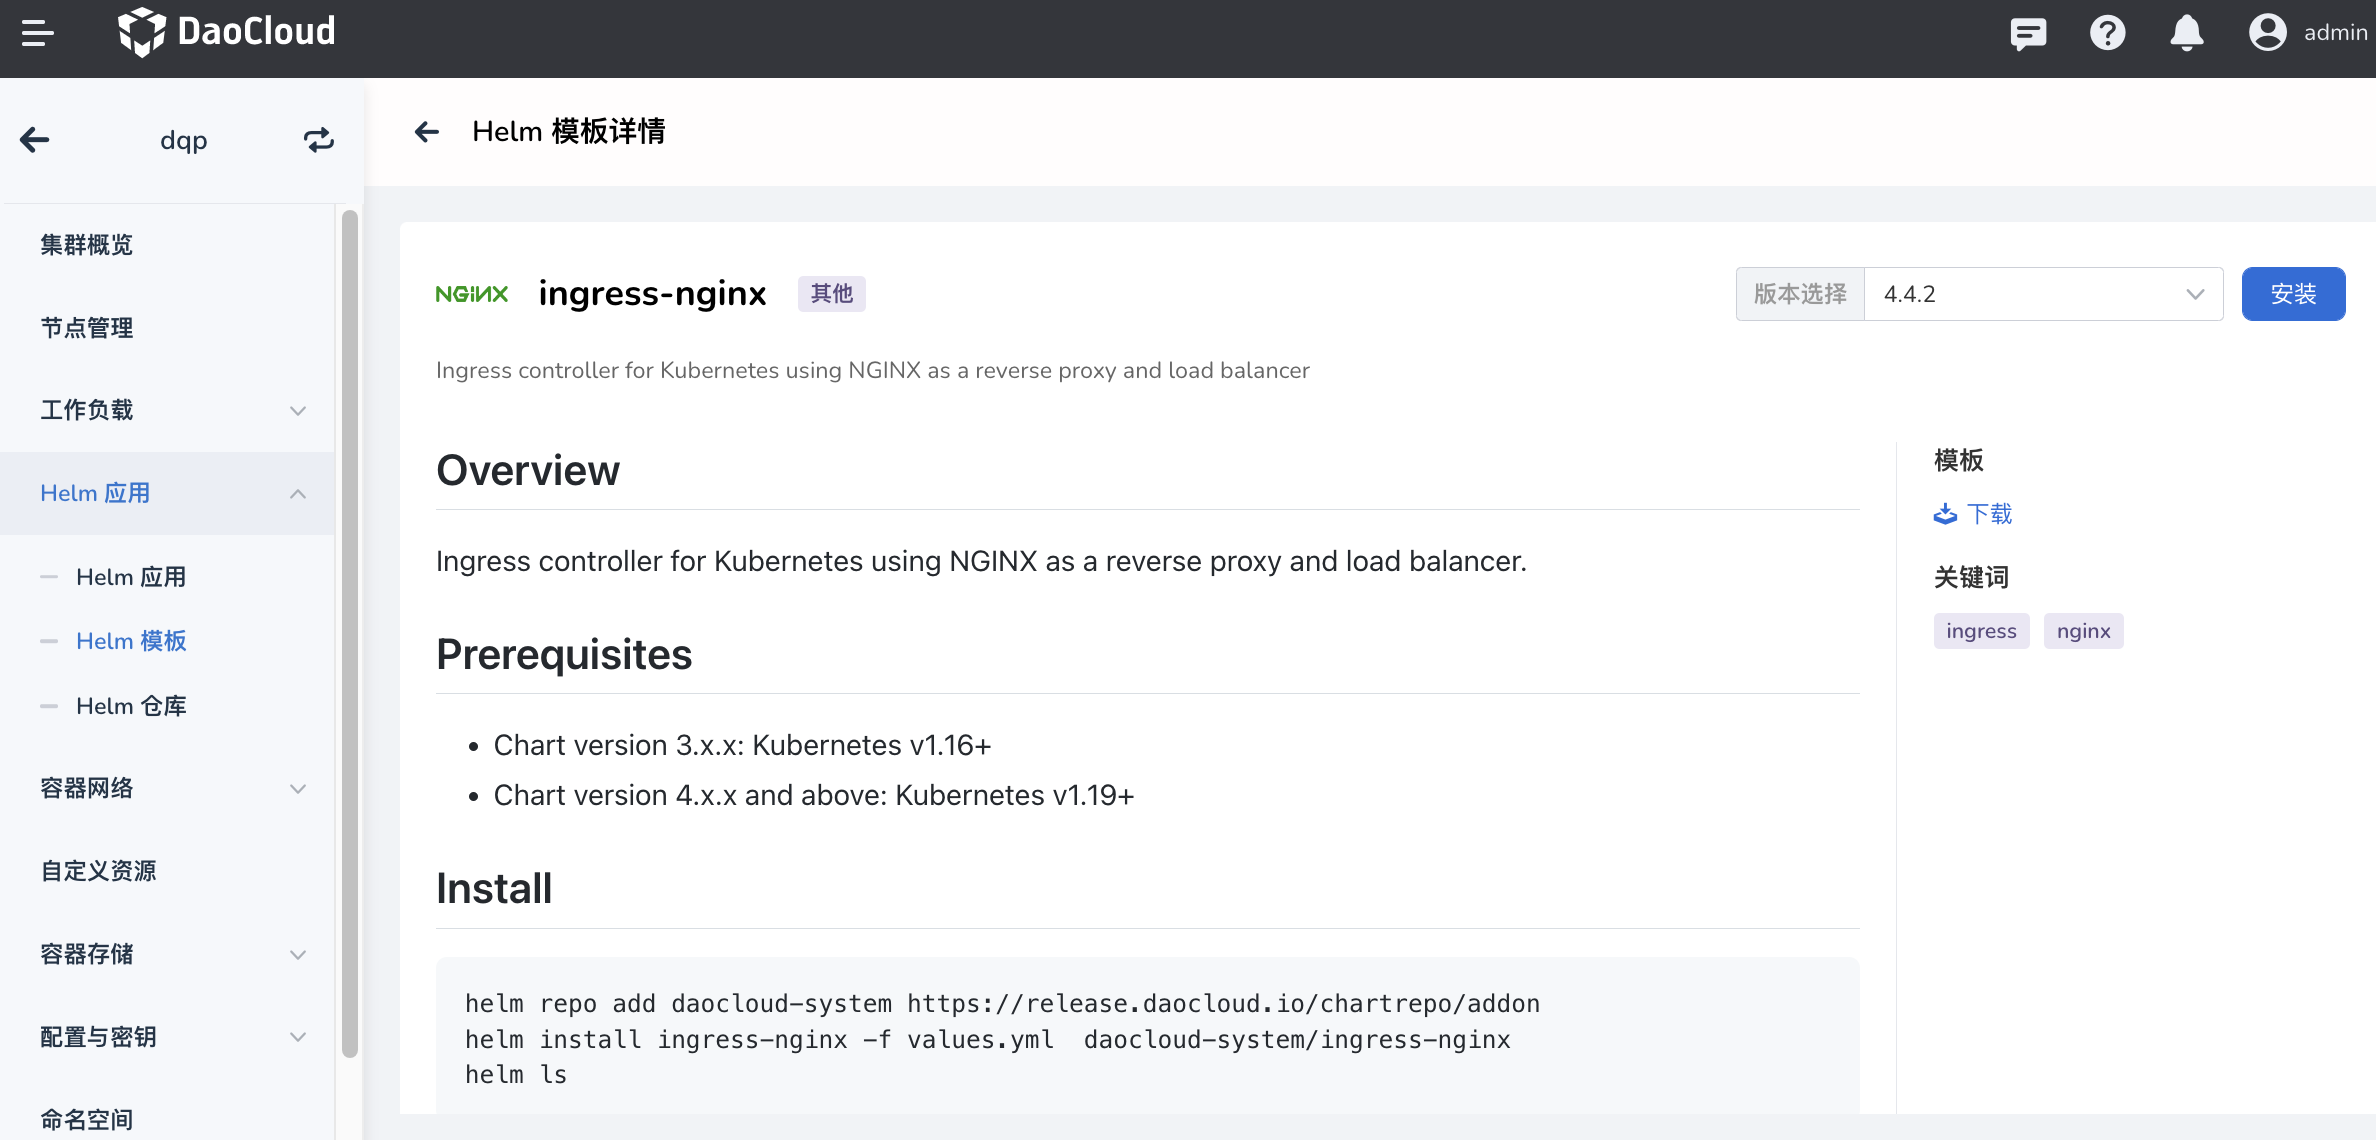 DaoCloud
admin
dqp
Helm 模板详情
集群概览
节点管理
工作负载
Helm 应用
Helm 应用
Helm 模板
Helm 仓库
容器网络
自定义资源
容器存储
配置与密钥
命名空间
NGINX
ingress-nginx
其他
版本选择
4.4.2
安装
Ingress controller for Kubernetes using NGINX as a reverse proxy and load balancer
Overview
Ingress controller for Kubernetes using NGINX as a reverse proxy and load balancer.
Prerequisites
• Chart version 3.x.x: Kubernetes v1.16+
• Chart version 4.x.x and above: Kubernetes v1.19+
Install
helm repo add daocloud-system https://release.daocloud.io/chartrepo/addon
helm install ingress-nginx -f values.yml  daocloud-system/ingress-nginx
helm ls
模板
下载
关键词
ingress
nginx